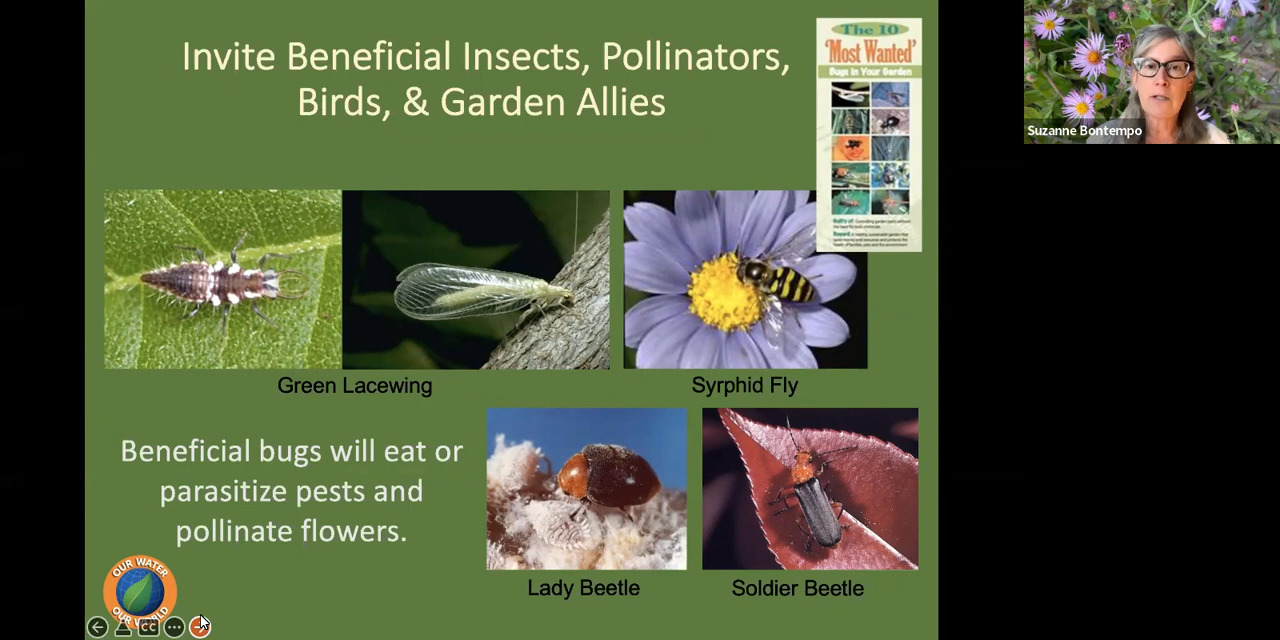 Invite Beneficial Insects, Pollinators,
Birds, & Garden Allies
The 10
'Most Wanted'
Bugs in Your Garden
Suzanne Bontempo
Green Lacewing
Syrphid Fly
Beneficial bugs will eat or
parasitize pests and
pollinate flowers.
Lady Beetle
Soldier Beetle
OUR WATER
OUR WORLD
CC